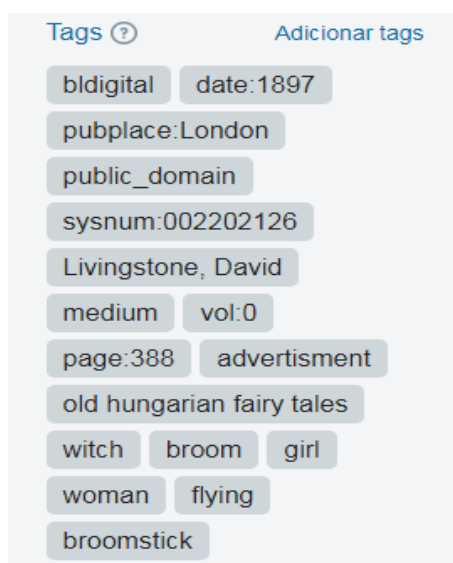 Tags ? Adicionar tags
bldigital date:1897
pubplace:London
public_domain
sysnum:002202126
Livingstone, David
medium vol:0
page:388 advertisment
old hungarian fairy tales
witch broom girl
woman flying
broomstick